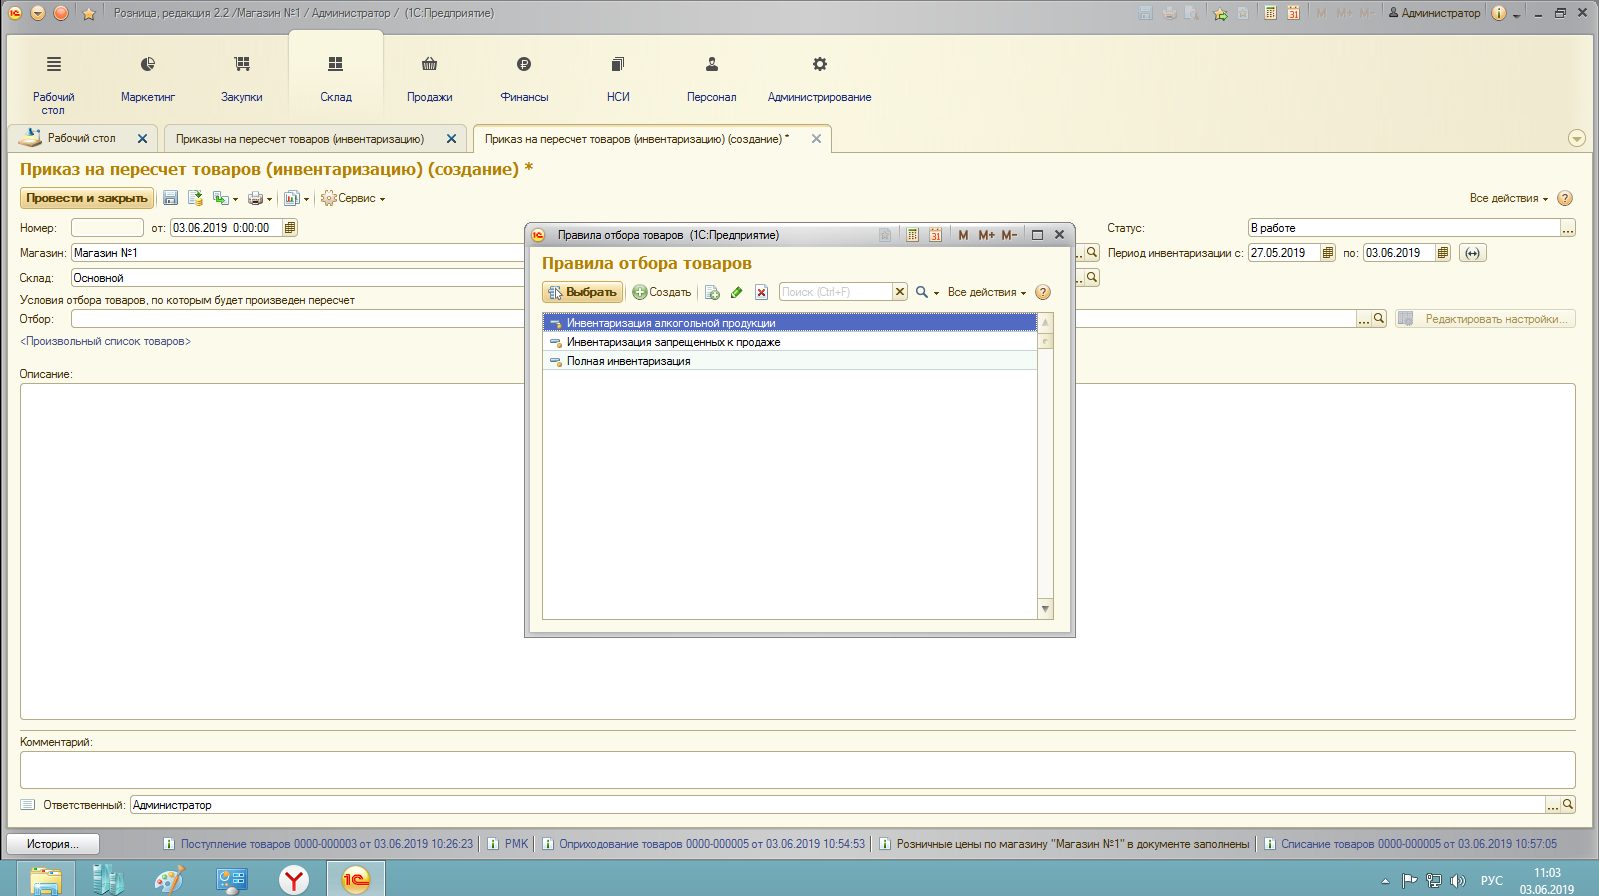 Розница, редакция 2.2 /Магазин №1 / Администратор / (1С:Предприятие)
M M+ M- Администратор
Рабочий стол
Маркетинг
Закупки
Склад
Продажи
Финансы
НСИ
Персонал
Администрирование
Рабочий стол
Приказы на пересчет товаров (инвентаризацию)
Приказ на пересчет товаров (инвентаризацию) (создание) *
Приказ на пересчет товаров (инвентаризацию) (создание) *
Провести и закрыть
Сервис
Все действия
Номер:
от: 03.06.2019 0:00:00
Статус: В работе
Магазин: Магазин №1
Период инвентаризации с: 27.05.2019 по: 03.06.2019
Склад: Основной
Условия отбора товаров, по которым будет произведен пересчет
Отбор:
Редактировать настройки...
<Произвольный список товаров>
Описание:
Правила отбора товаров (1С:Предприятие)
M M+ M-
Правила отбора товаров
Выбрать
Создать
Поиск (Ctrl+F)
Все действия
Инвентаризация алкогольной продукции
Инвентаризация запрещенных к продаже
Полная инвентаризация
Комментарий:
Ответственный: Администратор
История...
Поступление товаров 0000-000003 от 03.06.2019 10:26:23
РМК
Оприходование товаров 0000-000005 от 03.06.2019 10:54:53
Розничные цены по магазину "Магазин №1" в документе заполнены
Списание товаров 0000-000005 от 03.06.2019 10:57:05
РУС
11:03
03.06.2019